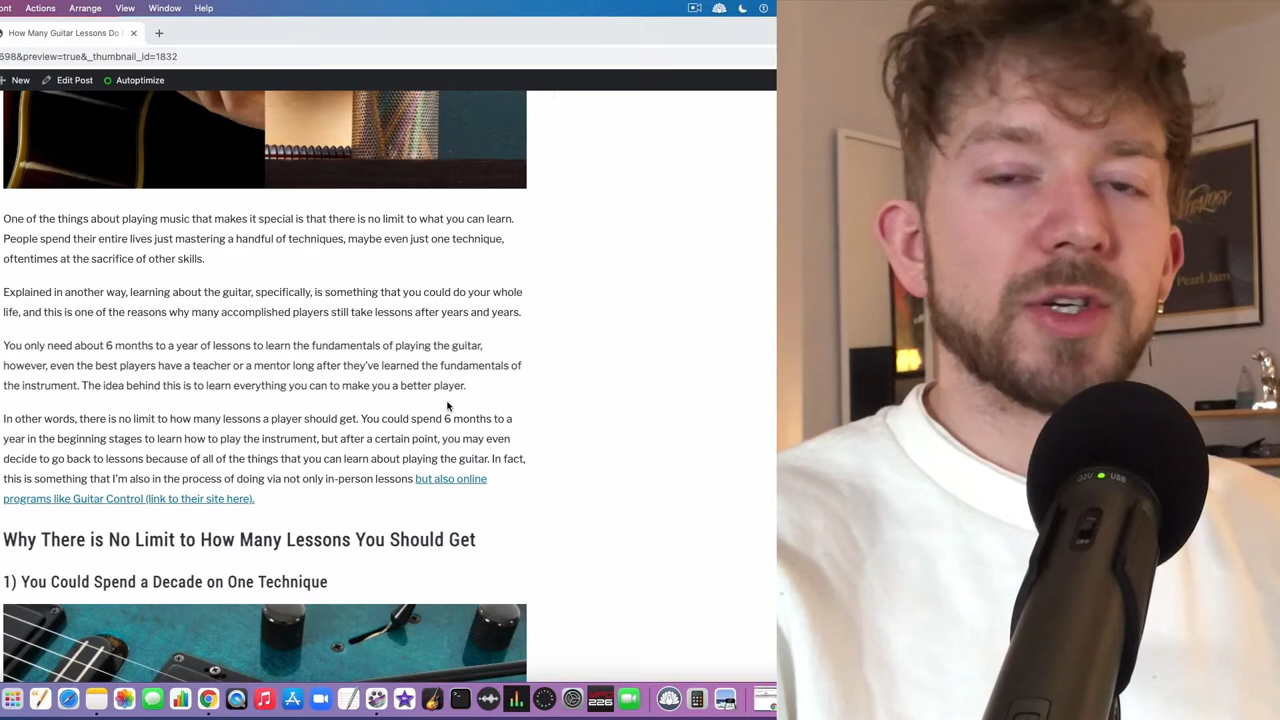 ont Actions Arrange View Window Help
How Many Guitar Lessons Do
698&preview=true&_thumbnail_id=1832
New Edit Post Autoptimize
One of the things about playing music that makes it special is that there is no limit to what you can learn.
People spend their entire lives just mastering a handful of techniques, maybe even just one technique,
oftentimes at the sacrifice of other skills.
Explained in another way, learning about the guitar, specifically, is something that you could do your whole
life, and this is one of the reasons why many accomplished players still take lessons after years and years.
You only need about 6 months to a year of lessons to learn the fundamentals of playing the guitar,
however, even the best players have a teacher or a mentor long after they've learned the fundamentals of
the instrument. The idea behind this is to learn everything you can to make you a better player.
In other words, there is no limit to how many lessons a player should get. You could spend 6 months to a
year in the beginning stages to learn how to play the instrument, but after a certain point, you may even
decide to go back to lessons because of all of the things that you can learn about playing the guitar. In fact,
this is something that I'm also in the process of doing via not only in-person lessons but also online
programs like Guitar Control (link to their site here).
Why There is No Limit to How Many Lessons You Should Get
1) You Could Spend a Decade on One Technique
MPD
226
Vitalogy
Pearl Jam
Q2U USB
OFF